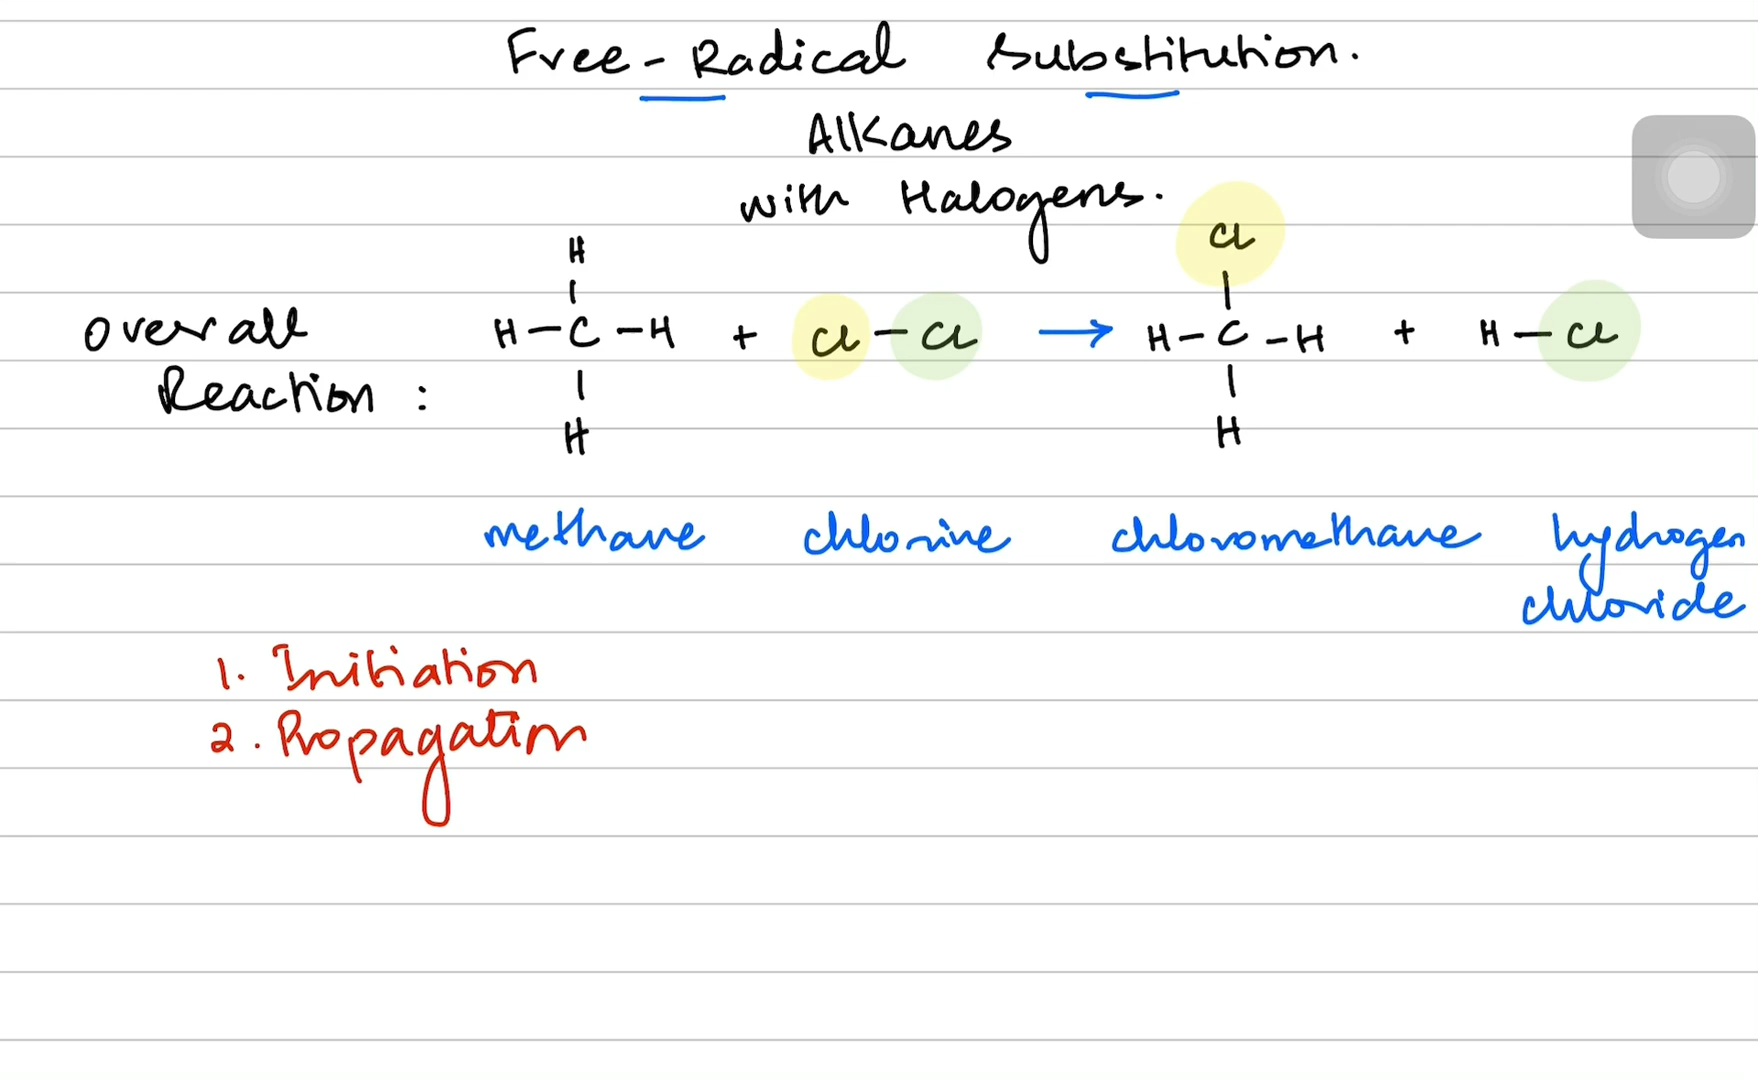 Free-Radical Substitution.
Alkanes
with Halogens.
H Cl
| |
Overall H-C-H + Cl-Cl → H-C-H + H-Cl
Reaction : | |
H H
methane chlorine chloromethane hydrogen
chloride
1. Initiation
2. Propagation